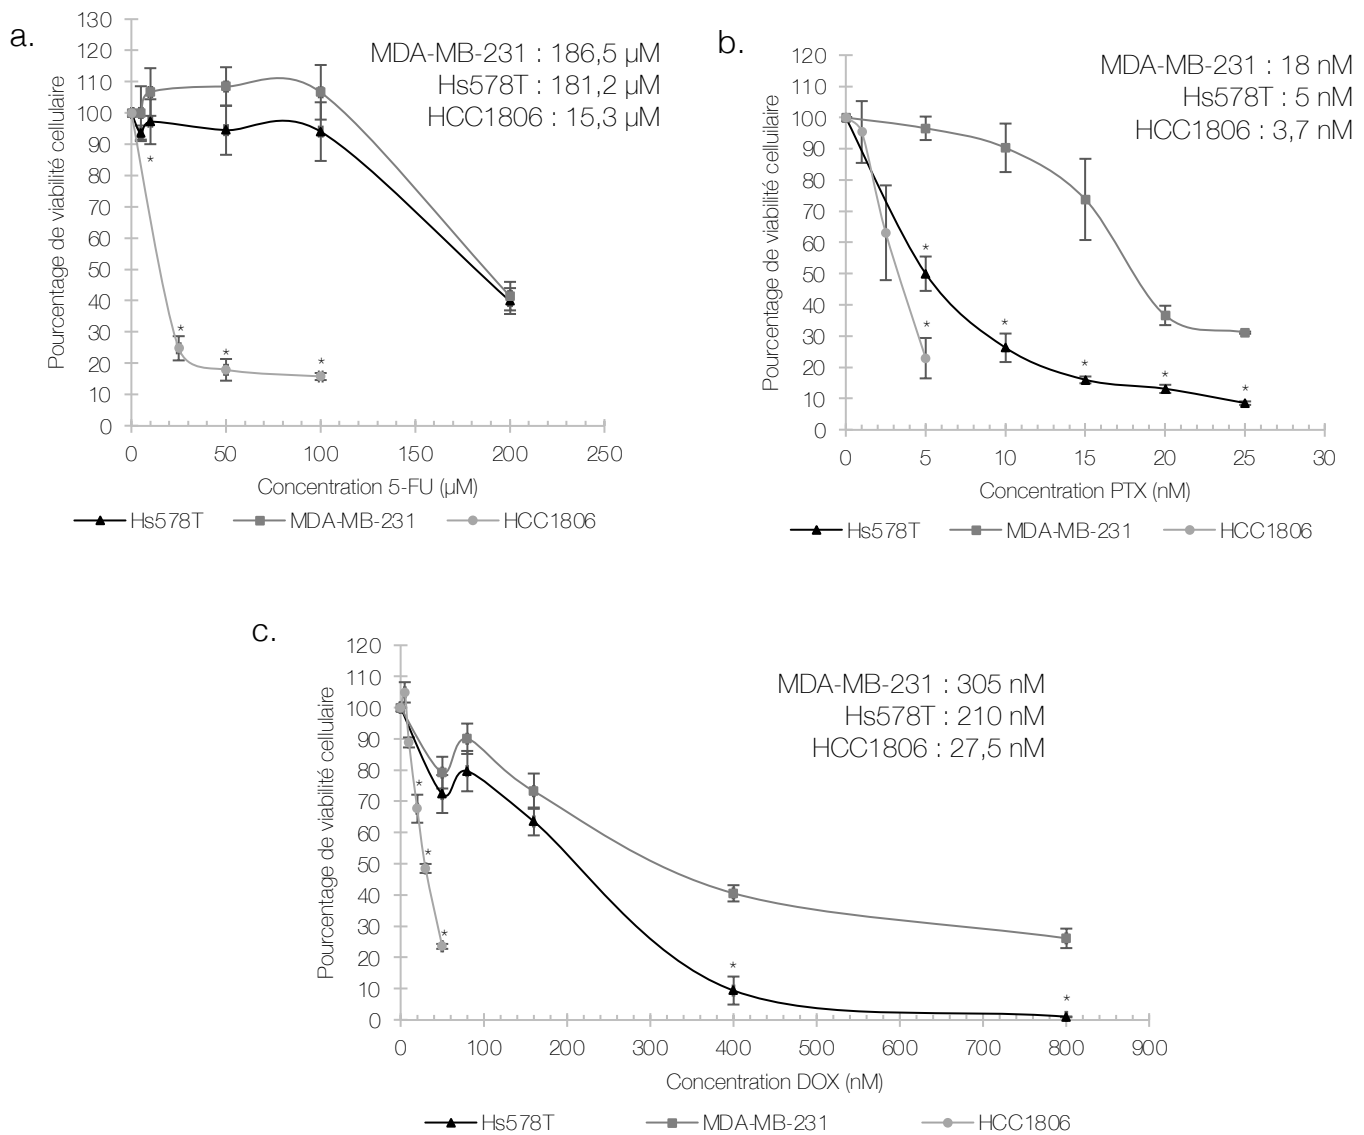 a.
MDA-MB-231 : 186,5 µM
Hs578T : 181,2 µM
HCC1806 : 15,3 µM
Pourcentage de viabilité cellulaire
130
120
110
100
90
80
70
60
50
40
30
20
10
0
*
*
*
*
0 50 100 150 200 250
Concentration 5-FU (µM)
Hs578T MDA-MB-231 HCC1806
b.
MDA-MB-231 : 18 nM
Hs578T : 5 nM
HCC1806 : 3,7 nM
Pourcentage de viabilité cellulaire
120
110
100
90
80
70
60
50
40
30
20
10
0
*
*
*
*
*
*
0 5 10 15 20 25 30
Concentration PTX (nM)
Hs578T MDA-MB-231 HCC1806
c.
MDA-MB-231 : 305 nM
Hs578T : 210 nM
HCC1806 : 27,5 nM
Pourcentage de viabilité cellulaire
120
110
100
90
80
70
60
50
40
30
20
10
0
*
*
*
*
*
0 100 200 300 400 500 600 700 800 900
Concentration DOX (nM)
Hs578T MDA-MB-231 HCC1806